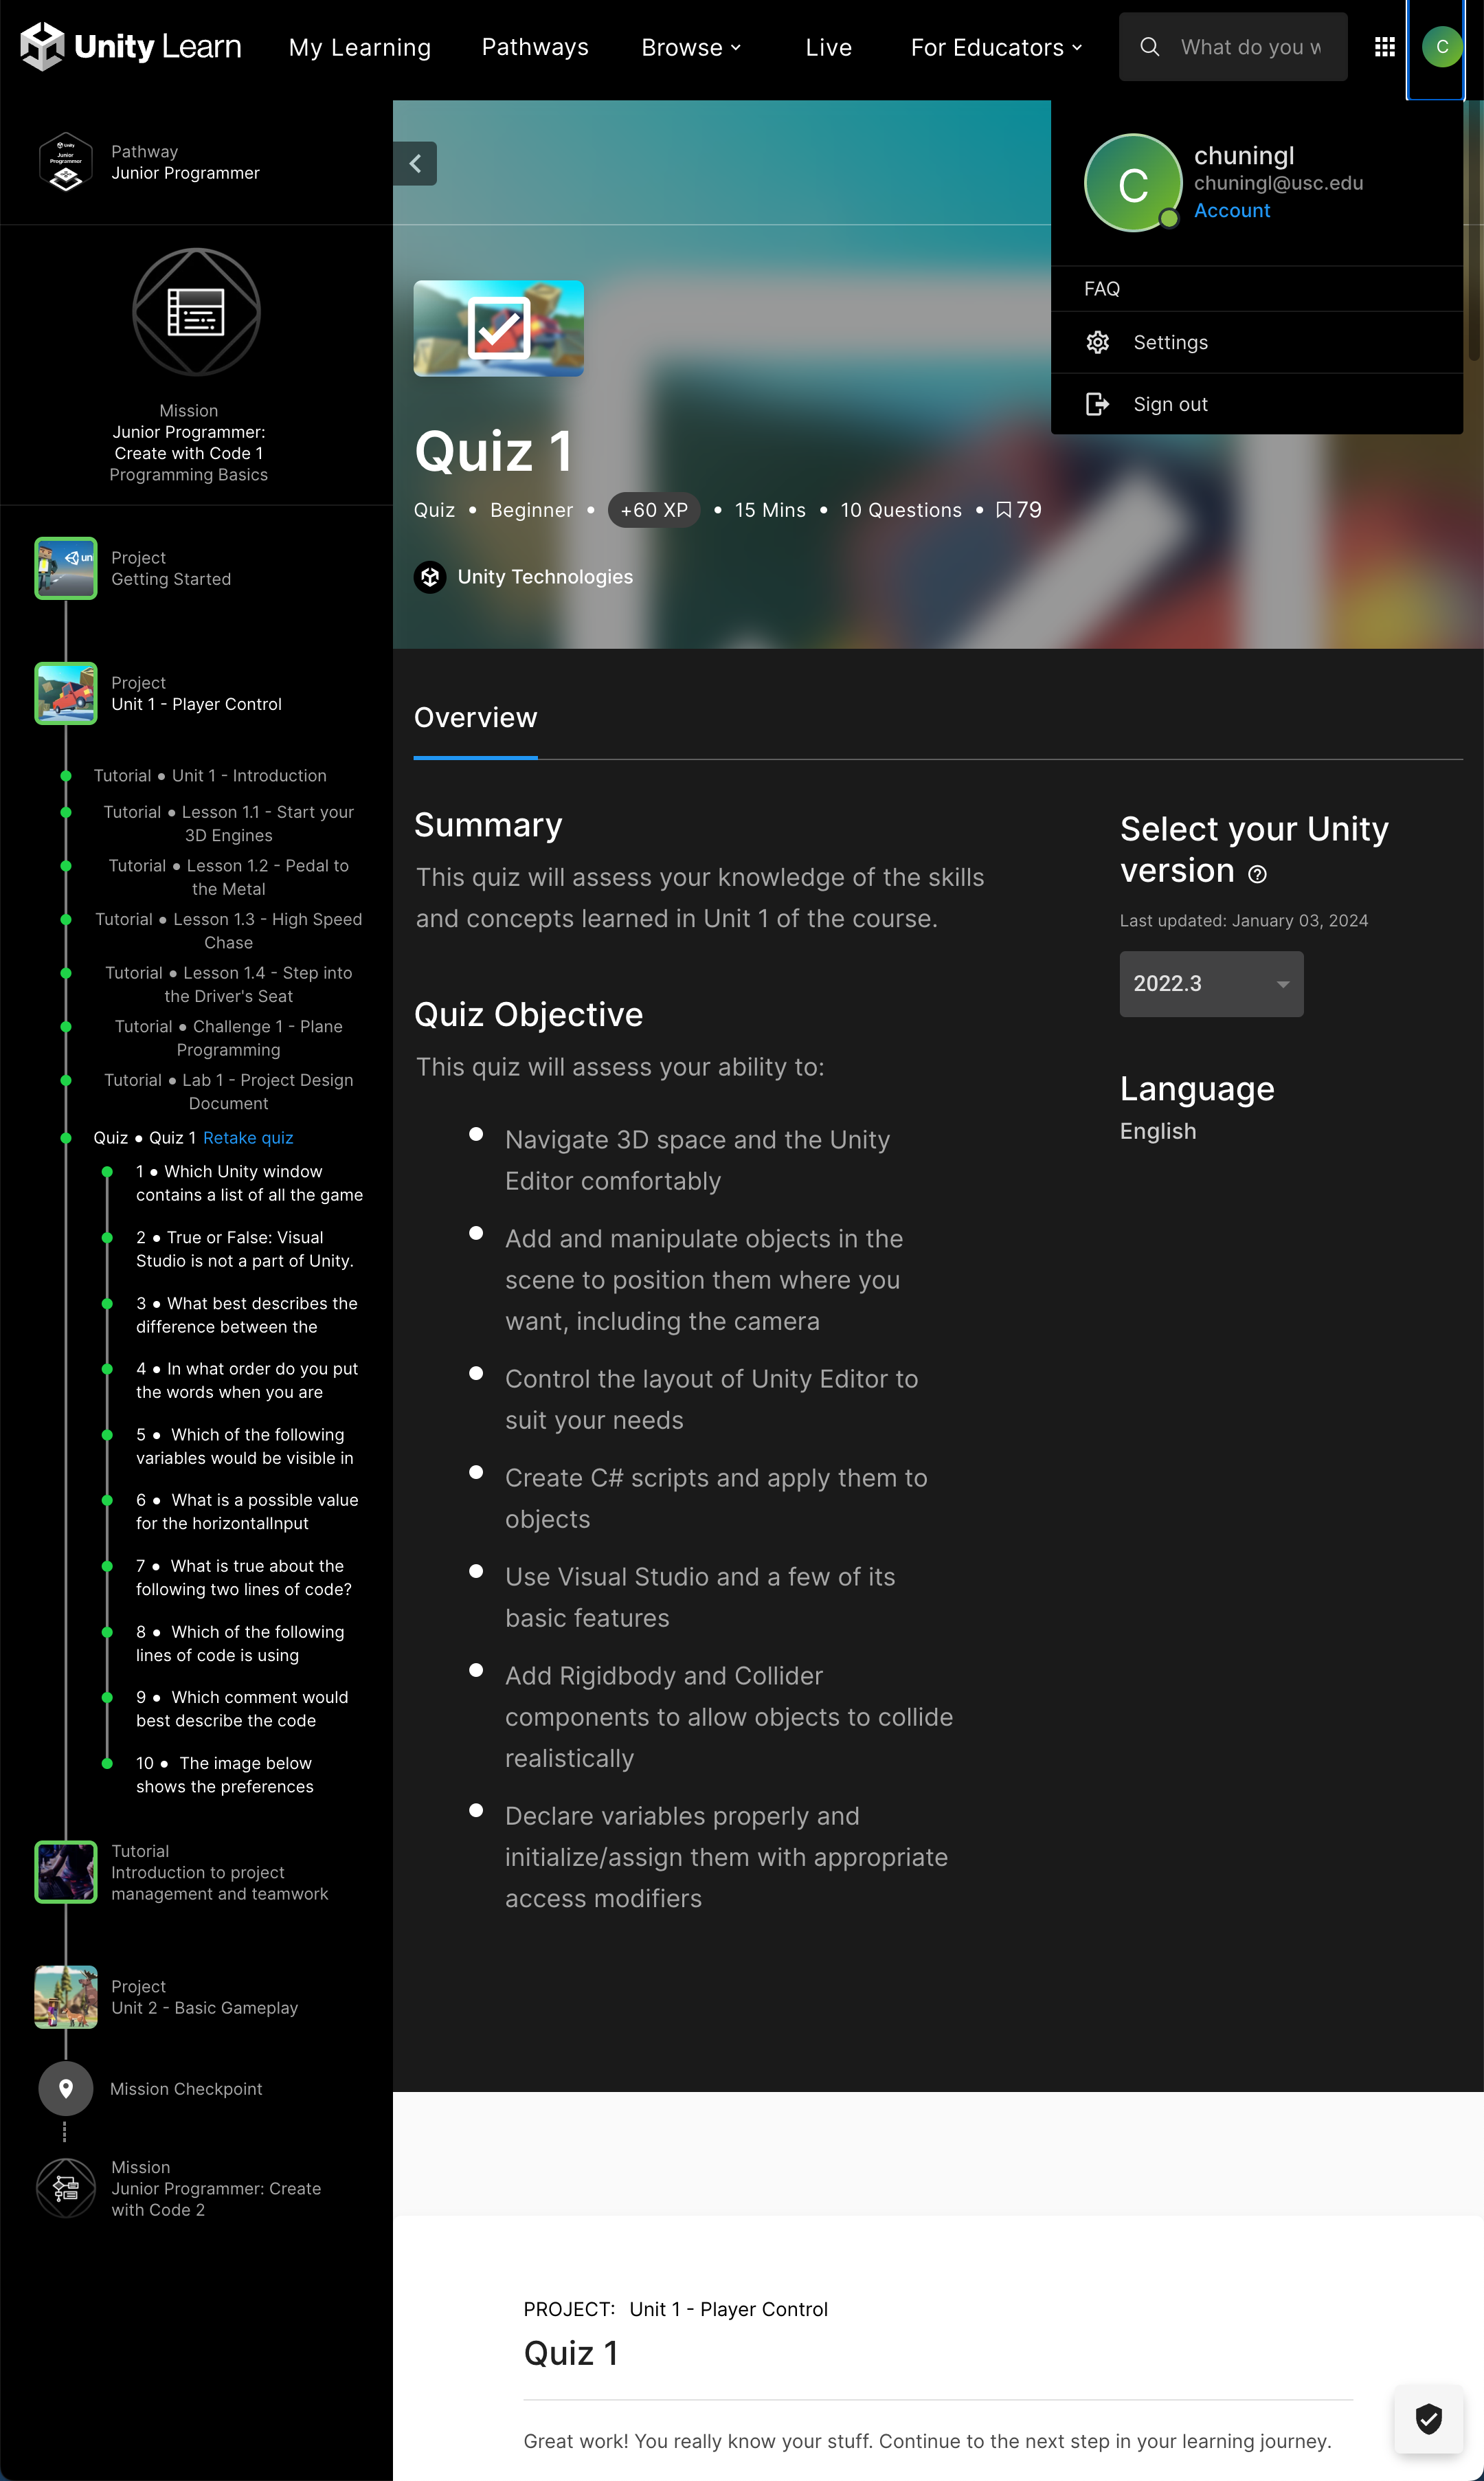 Unity Learn
My Learning
Pathways
Browse
Live
For Educators
What do you w
C
Pathway
Junior Programmer
Mission
Junior Programmer:
Create with Code 1
Programming Basics
Project
Getting Started
Project
Unit 1 - Player Control
Tutorial ● Unit 1 - Introduction
Tutorial ● Lesson 1.1 - Start your
3D Engines
Tutorial ● Lesson 1.2 - Pedal to
the Metal
Tutorial ● Lesson 1.3 - High Speed
Chase
Tutorial ● Lesson 1.4 - Step into
the Driver's Seat
Tutorial ● Challenge 1 - Plane
Programming
Tutorial ● Lab 1 - Project Design
Document
Quiz ● Quiz 1 Retake quiz
1 ● Which Unity window
contains a list of all the game
2 ● True or False: Visual
Studio is not a part of Unity.
3 ● What best describes the
difference between the
4 ● In what order do you put
the words when you are
5 ● Which of the following
variables would be visible in
6 ● What is a possible value
for the horizontalInput
7 ● What is true about the
following two lines of code?
8 ● Which of the following
lines of code is using
9 ● Which comment would
best describe the code
10 ● The image below
shows the preferences
Tutorial
Introduction to project
management and teamwork
Project
Unit 2 - Basic Gameplay
Mission Checkpoint
Mission
Junior Programmer: Create
with Code 2
C
chuningl
chuningl@usc.edu
Account
FAQ
Settings
Sign out
Quiz 1
Quiz • Beginner • +60 XP • 15 Mins • 10 Questions • 79
Unity Technologies
Overview
Summary
This quiz will assess your knowledge of the skills
and concepts learned in Unit 1 of the course.
Quiz Objective
This quiz will assess your ability to:
● Navigate 3D space and the Unity
Editor comfortably
● Add and manipulate objects in the
scene to position them where you
want, including the camera
● Control the layout of Unity Editor to
suit your needs
● Create C# scripts and apply them to
objects
● Use Visual Studio and a few of its
basic features
● Add Rigidbody and Collider
components to allow objects to collide
realistically
● Declare variables properly and
initialize/assign them with appropriate
access modifiers
Select your Unity
version
Last updated: January 03, 2024
2022.3
Language
English
PROJECT: Unit 1 - Player Control
Quiz 1
Great work! You really know your stuff. Continue to the next step in your learning journey.